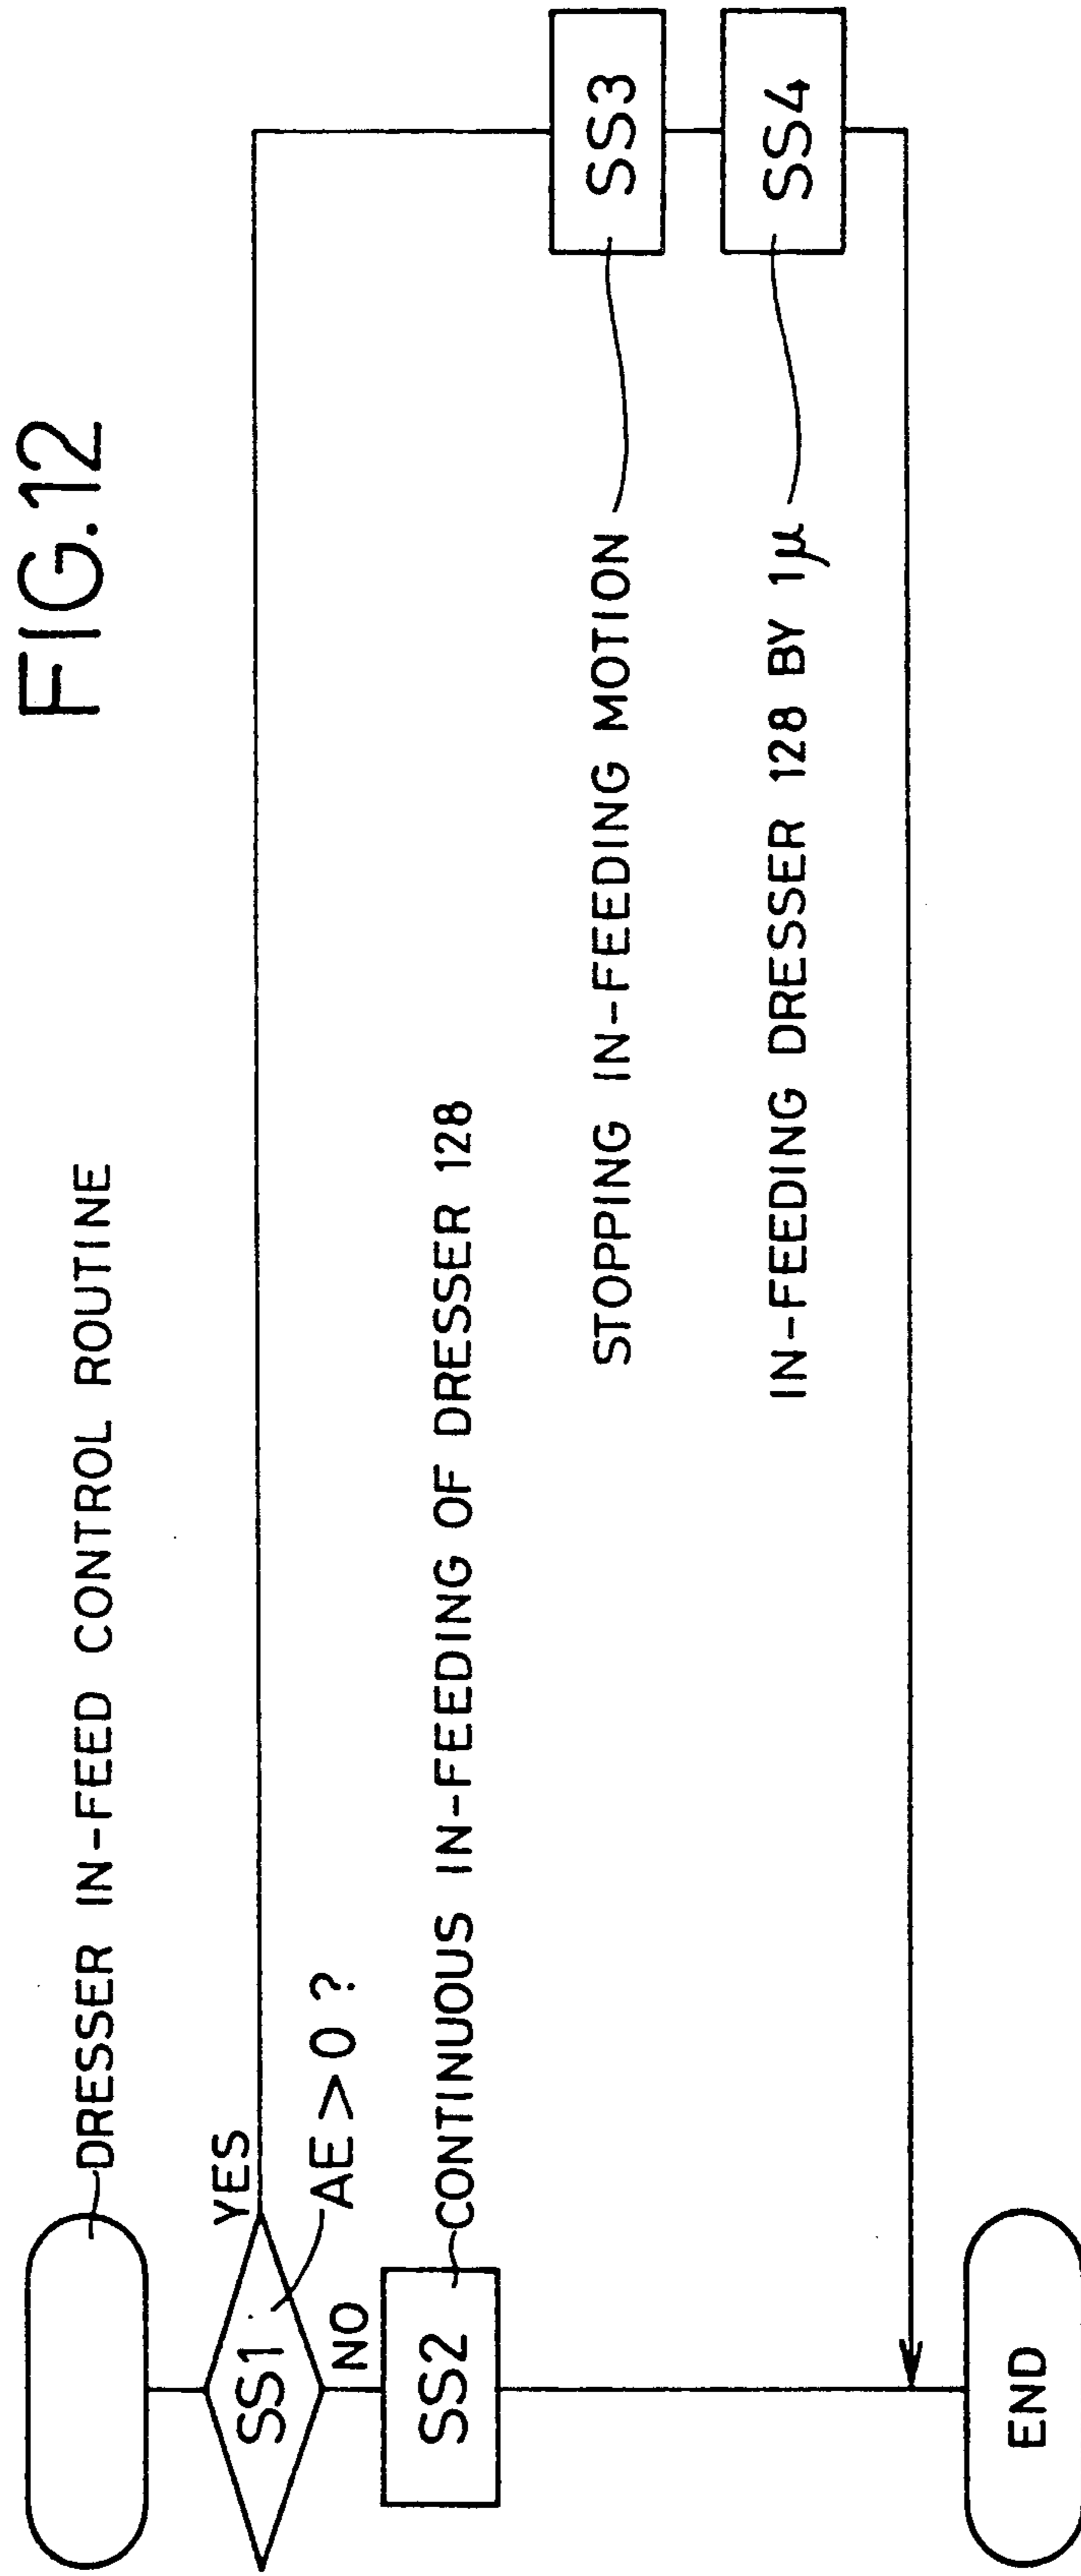 FIG.12
DRESSER IN-FEED CONTROL ROUTINE
YES
SS1
AE>0 ?
NO
SS2
CONTINUOUS IN-FEEDING OF DRESSER 128
SS3
STOPPING IN-FEEDING MOTION
SS4
IN-FEEDING DRESSER 128 BY 1μ
END